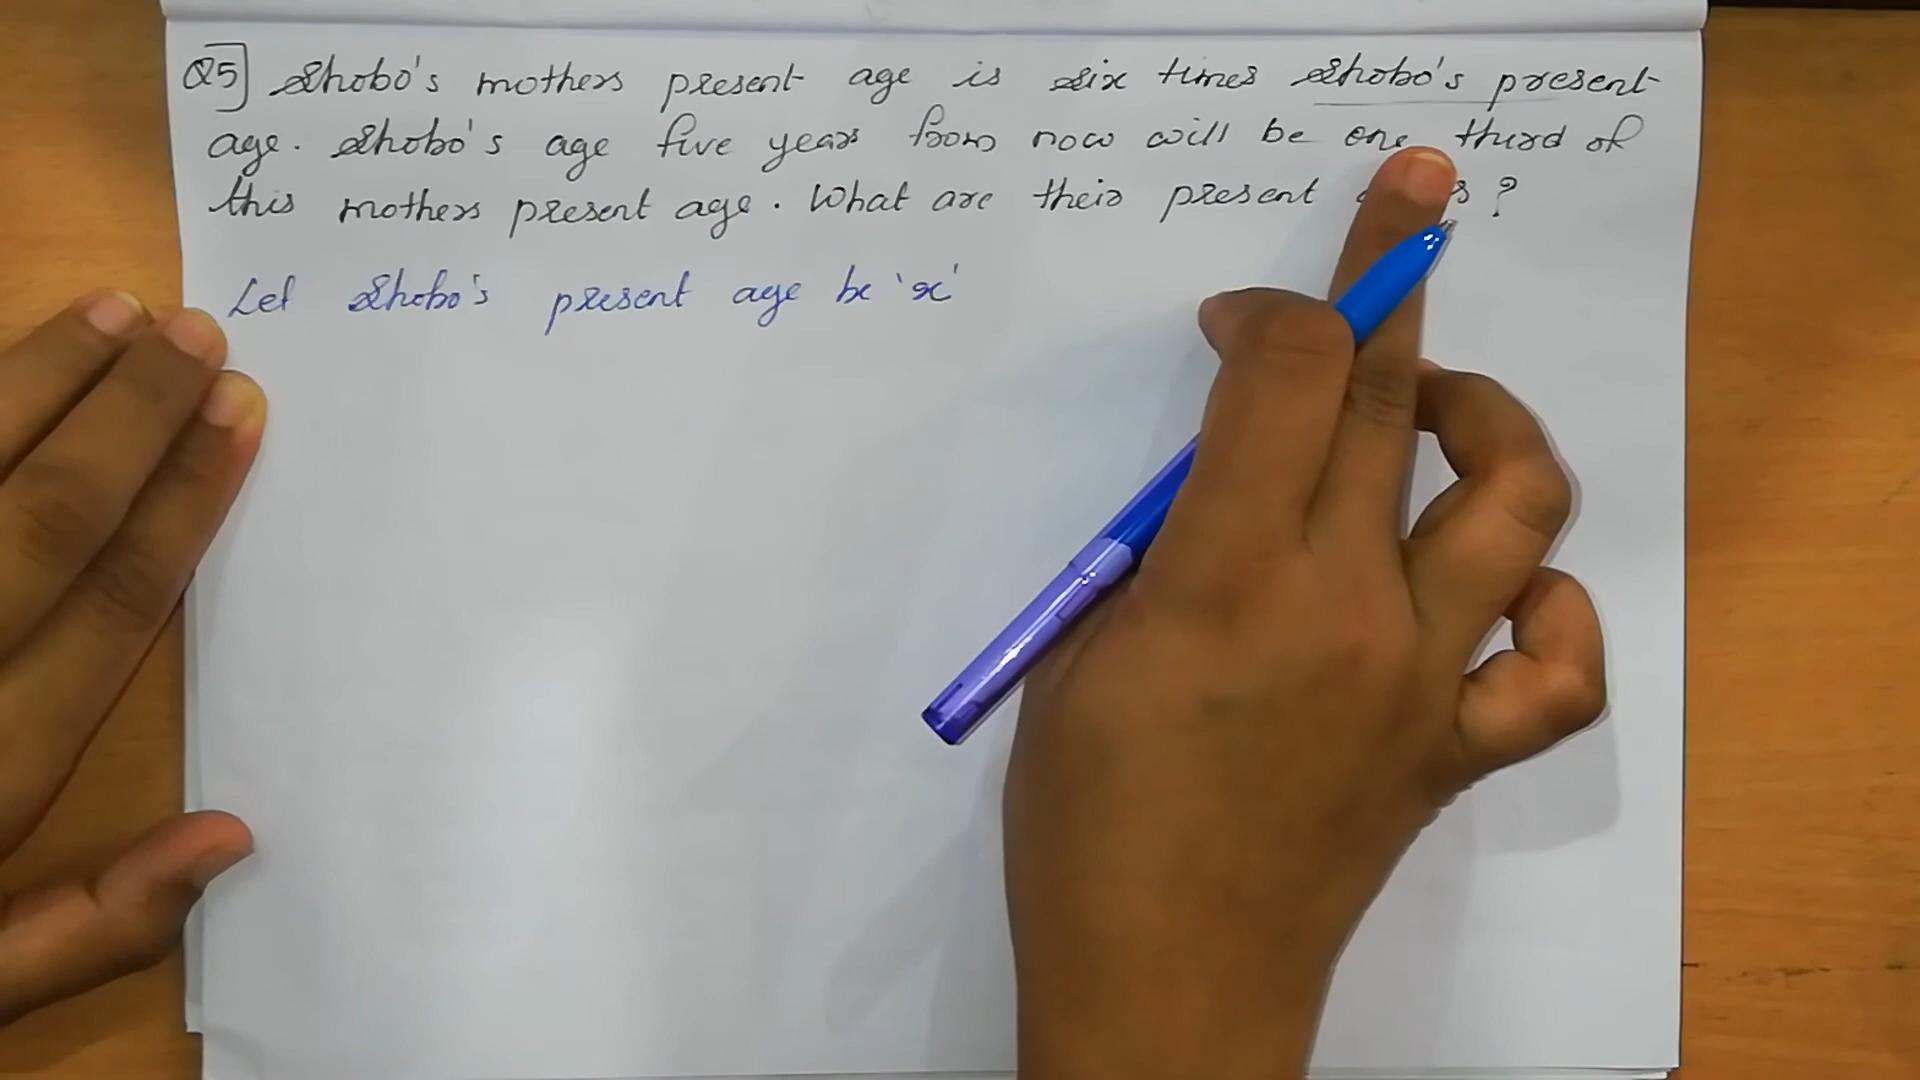 Q5] Shobo's mothers present age is six times Shobo's present
age. Shobo's age five years from now will be one third of
this mothers present age. What are their present ?
Let Shobo's present age be 'x'